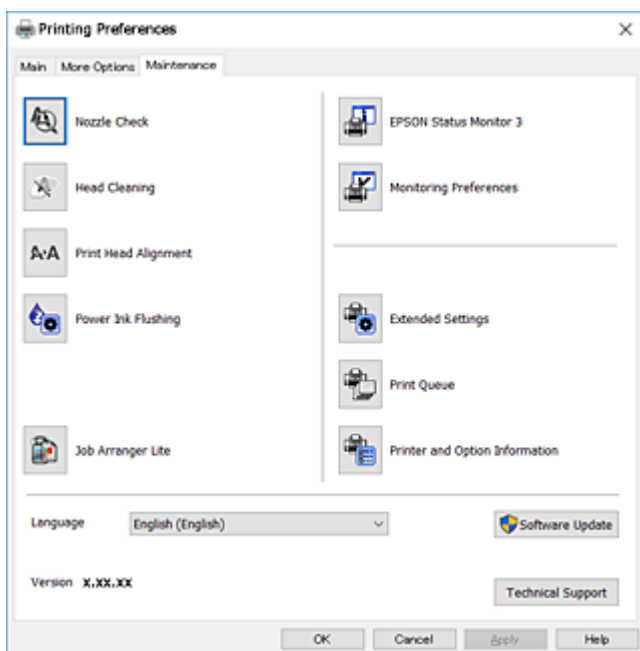 Printing Preferences
Main More Options Maintenance
Nozzle Check
EPSON Status Monitor 3
Head Cleaning
Monitoring Preferences
A·A Print Head Alignment
Power Ink Flushing
Extended Settings
Print Queue
Job Arranger Lite
Printer and Option Information
Language English (English)
Software Update
Version X.XX.XX
Technical Support
OK Cancel Apply Help